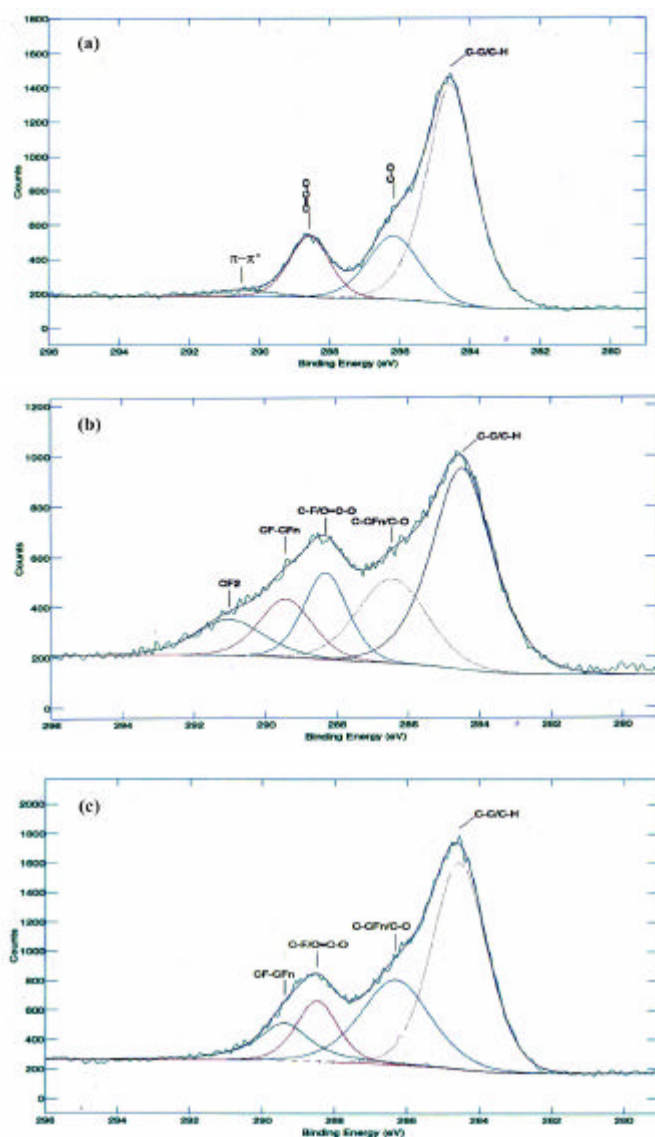 (a)
C-C/C-H
O=C-O
C-O
π-π*
1800
1600
1400
1200
1000
800
600
400
200
0
Counts
296 294 292 290 288 286 284 282 280
Binding Energy (eV)
(b)
C-C/C-H
C-F/O=C-O
C-CFn/C-O
CF-CFn
CF2
1200
1000
800
600
400
200
0
Counts
296 294 292 290 288 286 284 282 280
Binding Energy (eV)
(c)
C-C/C-H
C-CFn/C-O
C-F/O=C-O
CF-CFn
2000
1800
1600
1400
1200
1000
800
600
400
200
0
Counts
296 294 292 290 288 286 284 282 280
Binding Energy (eV)